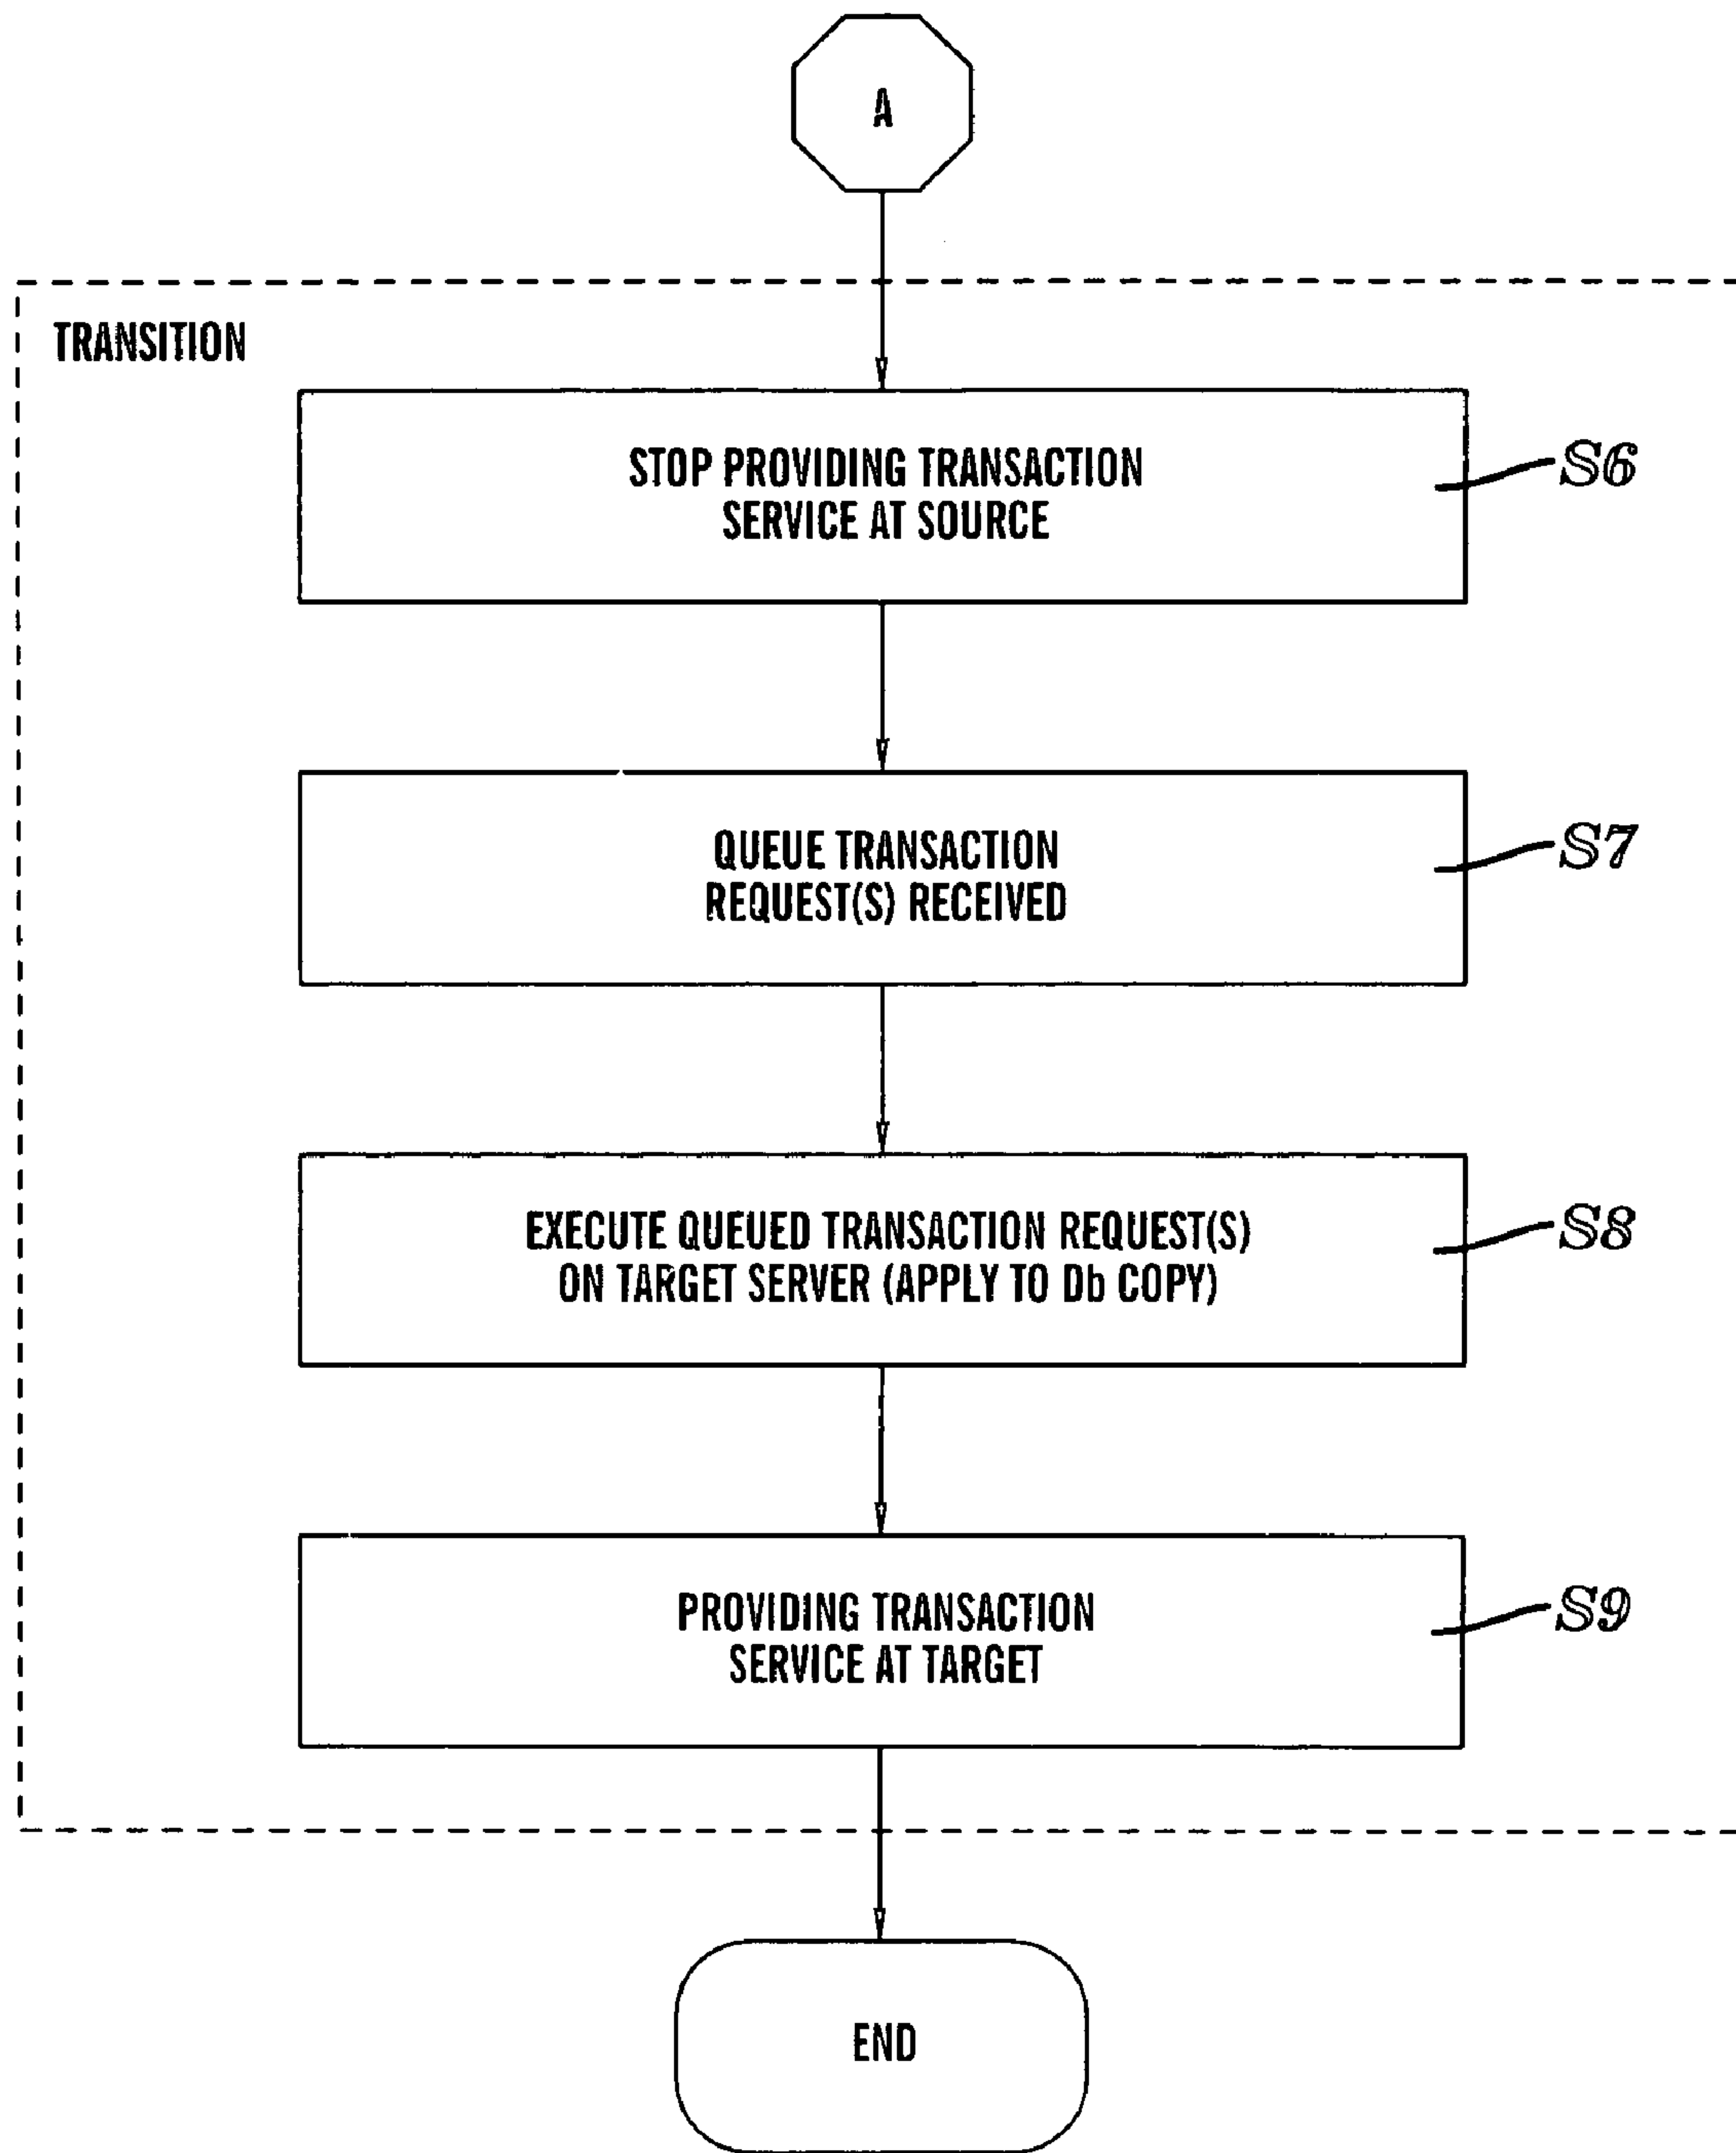 A
TRANSITION
STOP PROVIDING TRANSACTION
SERVICE AT SOURCE
S6
QUEUE TRANSACTION
REQUEST(S) RECEIVED
S7
EXECUTE QUEUED TRANSACTION REQUEST(S)
ON TARGET SERVER (APPLY TO Db COPY)
S8
PROVIDING TRANSACTION
SERVICE AT TARGET
S9
END